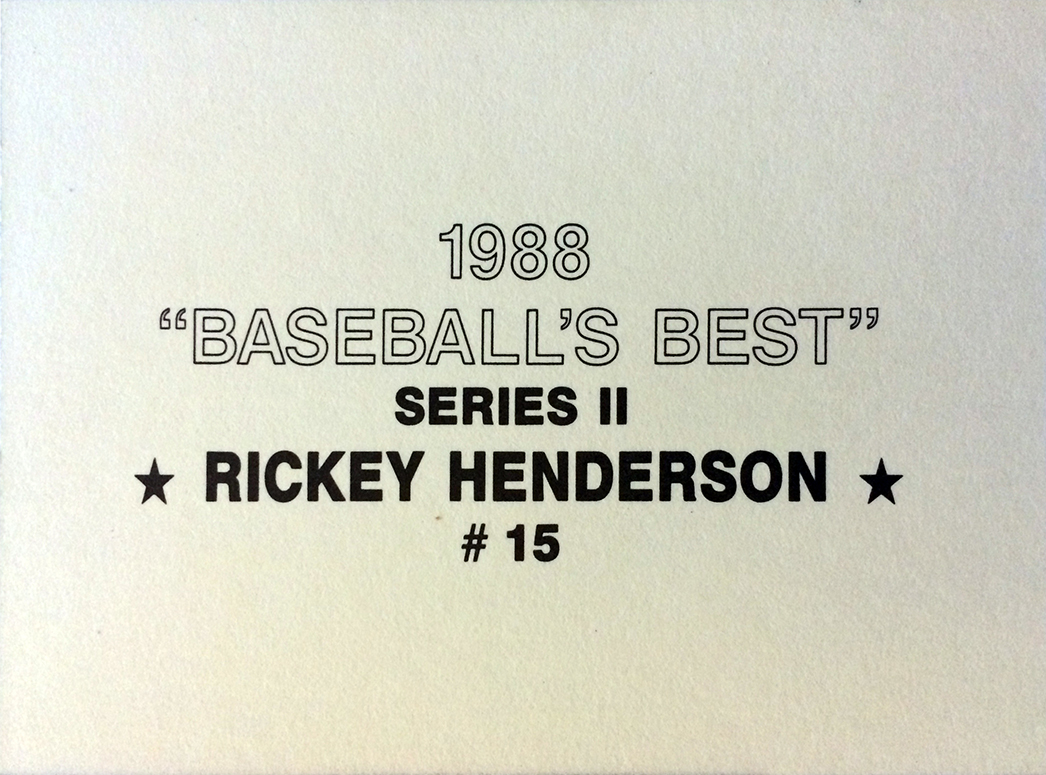 1988
“BASEBALL’S BEST”
SERIES II
★ RICKEY HENDERSON ★
# 15